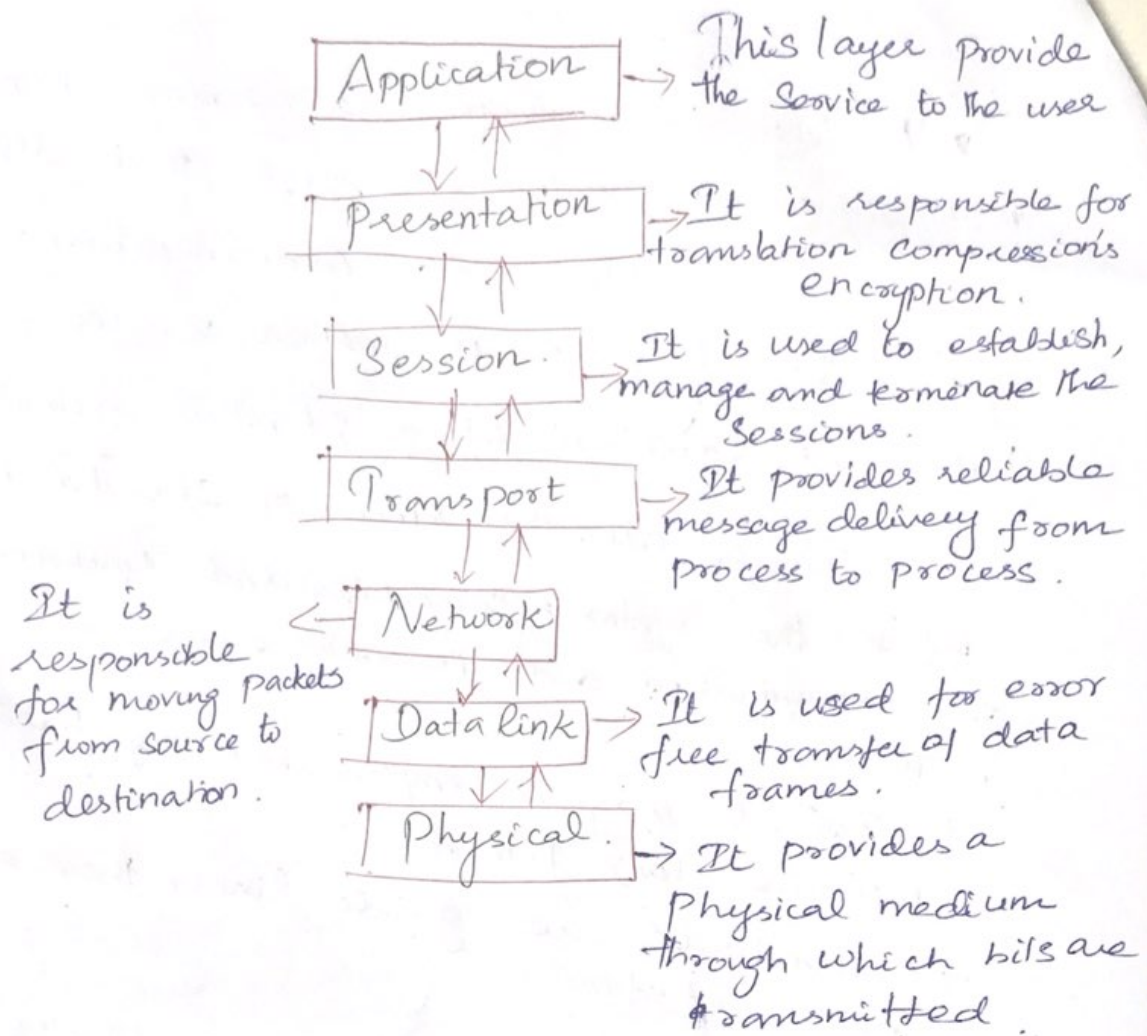 Application
This layer provide
the Service to the user
Presentation
It is responsible for
translation compression's
encryption.
Session.
It is used to establish,
manage and terminate the
Sessions.
Transport
It provides reliable
message delivery from
process to process.
Network
It is
responsible
for moving packets
from source to
destination.
Data link
It is used for error
free transfer of data
frames.
Physical.
It provides a
Physical medium
through which bits are
transmitted.